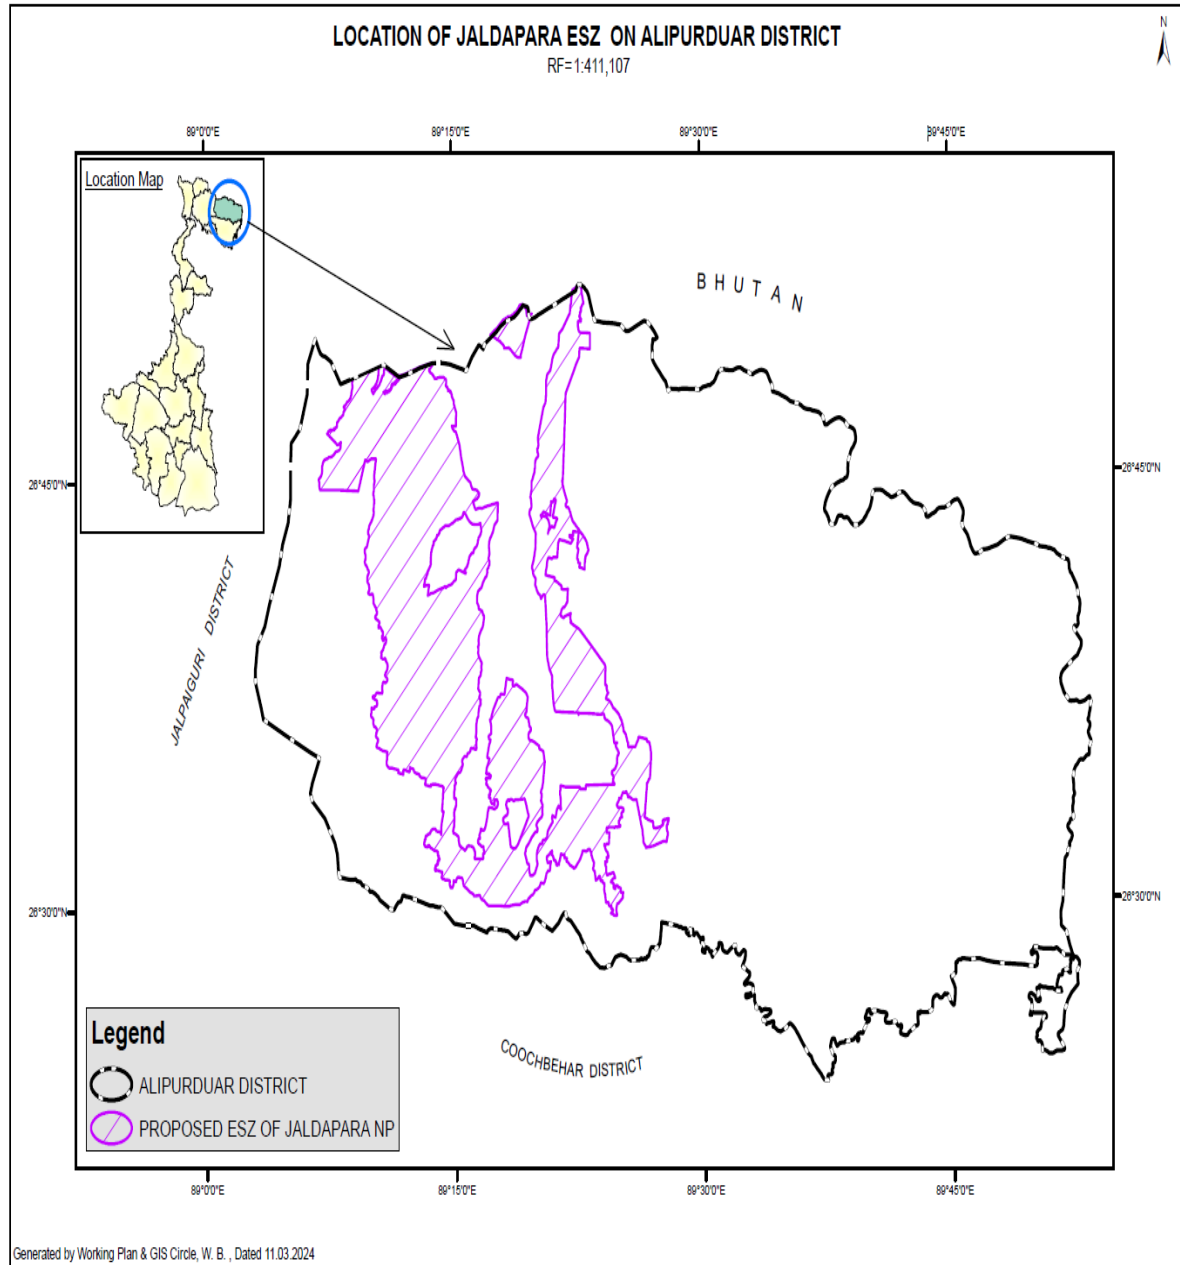 LOCATION OF JALDAPARA ESZ ON ALIPURDUAR DISTRICT
RF=1:411,107
N
89°0'0"E
89°15'0"E
89°30'0"E
89°45'0"E
Location Map
BHUTAN
26°45'0"N
26°45'0"N
JALPAIGURI DISTRICT
26°30'0"N
26°30'0"N
COOCHBEHAR DISTRICT
Legend
ALIPURDUAR DISTRICT
PROPOSED ESZ OF JALDAPARA NP
89°0'0"E
89°15'0"E
89°30'0"E
89°45'0"E
Generated by Working Plan & GIS Circle, W. B. , Dated 11.03.2024